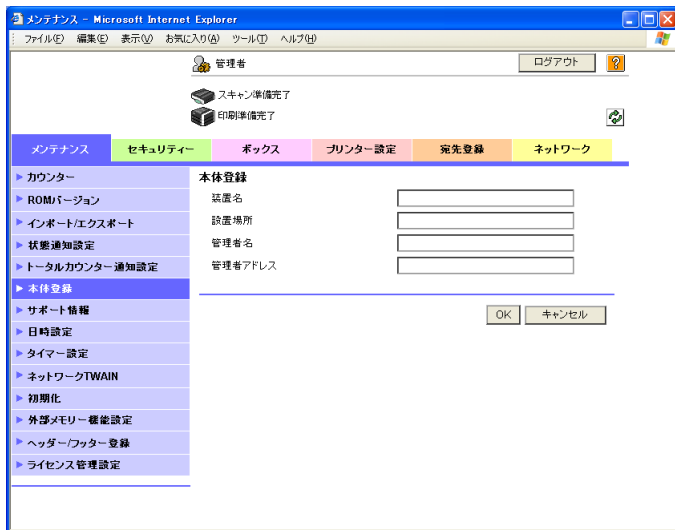 メンテナンス - Microsoft Internet Explorer
ファイル(F) 編集(E) 表示(V) お気に入り(A) ツール(T) ヘルプ(H)
管理者
ログアウト
?
スキャン準備完了
印刷準備完了
メンテナンス
セキュリティー
ボックス
プリンター設定
宛先登録
ネットワーク
カウンター
ROMバージョン
インポート/エクスポート
状態通知設定
トータルカウンター通知設定
本体登録
サポート情報
日時設定
タイマー設定
ネットワークTWAIN
初期化
外部メモリー機能設定
ヘッダー/フッター登録
ライセンス管理設定
本体登録
装置名
設置場所
管理者名
管理者アドレス
OK
キャンセル